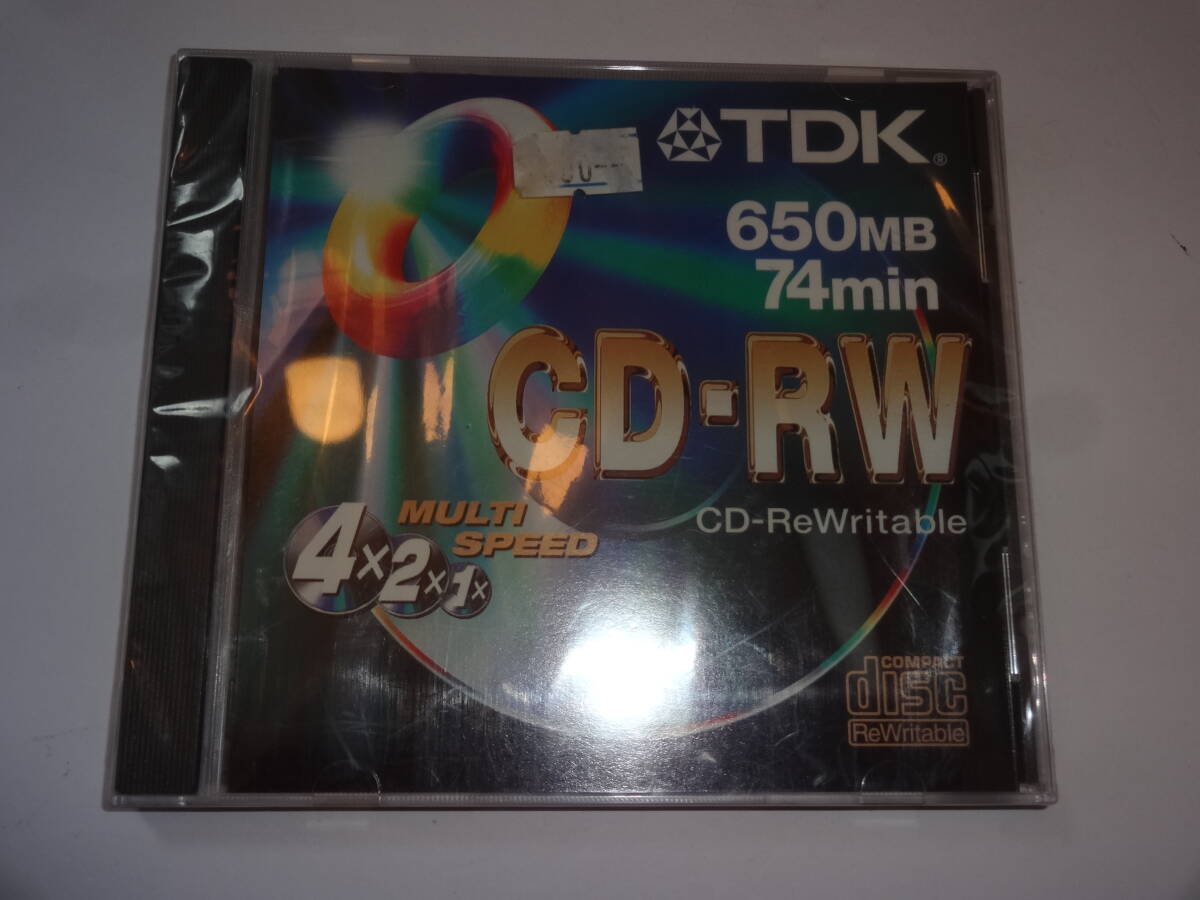 TDK®
650MB
74min
CD-RW
CD-ReWritable
MULTI
SPEED
4× 2× 1×
COMPACT
disc
ReWritable